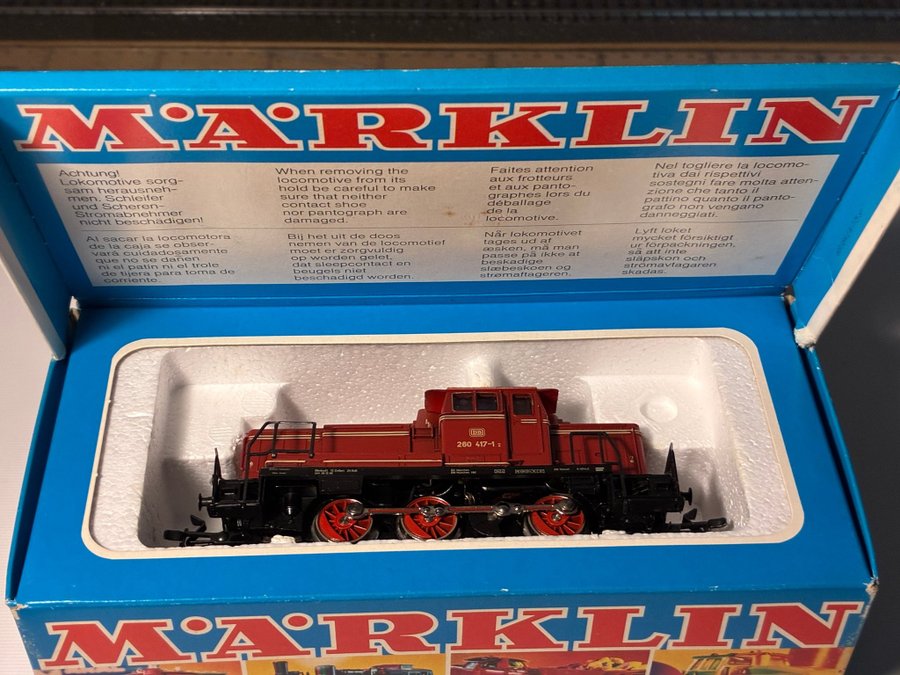 MÄRKLIN
Achtung!
Lokomotive sorg-
sam herausneh-
men. Schleifer
und Scheren-
Stromabnehmer
nicht beschädigen!
When removing the
locomotive from its
hold be careful to make
sure that neither
contact shoe
nor pantograph are
damaged.
Faites attention
aux frotteurs
et aux panto-
graphes lors du
déballage
de la
locomotive.
Nel togliere la locomo-
tiva dai rispettivi
sostegni fare molta atten-
zione che tanto il
pattino quanto il panto-
grafo non vengano
danneggiati.
Al sacar la locomotora
de la caja se obser-
vará cuidadosamente
que no se dañen
ni el patin ni el trole
de tijera para toma de
corriente.
Bij het uit de doos
nemen van de locomotief
moet er zorgvuldig
op worden gelet,
dat sleepcontact en
beugels niet
beschadigd worden.
Når lokomotivet
tages ud af
æsken, må man
passe på ikke at
beskadige
slæbeskoen og
strømaftageren.
Lyft loket
mycket försiktigt
ur förpackningen,
så att inte
släpskon och
strömavtagaren
skadas.
DB
260 417-1
2
MÄRKLIN